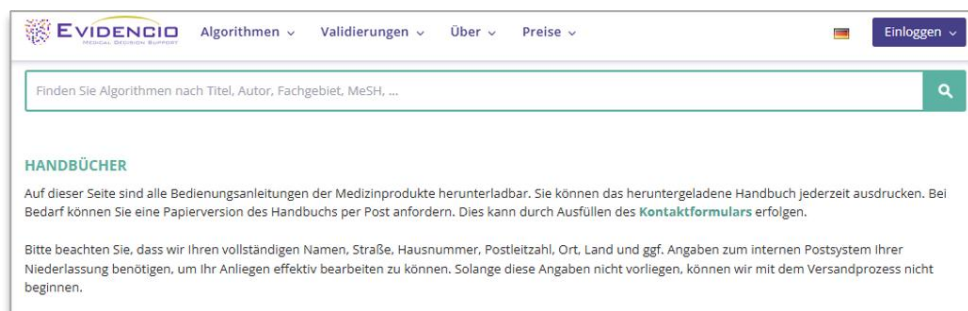 EVIDENCIO
MEDICAL DECISION SUPPORT
Algorithmen Validierungen Über Preise Einloggen
Finden Sie Algorithmen nach Titel, Autor, Fachgebiet, MeSH, ...
HANDBÜCHER
Auf dieser Seite sind alle Bedienungsanleitungen der Medizinprodukte herunterladbar. Sie können das heruntergeladene Handbuch jederzeit ausdrucken. Bei
Bedarf können Sie eine Papierversion des Handbuchs per Post anfordern. Dies kann durch Ausfüllen des Kontaktformulars erfolgen.
Bitte beachten Sie, dass wir Ihren vollständigen Namen, Straße, Hausnummer, Postleitzahl, Ort, Land und ggf. Angaben zum internen Postsystem Ihrer
Niederlassung benötigen, um Ihr Anliegen effektiv bearbeiten zu können. Solange diese Angaben nicht vorliegen, können wir mit dem Versandprozess nicht
beginnen.